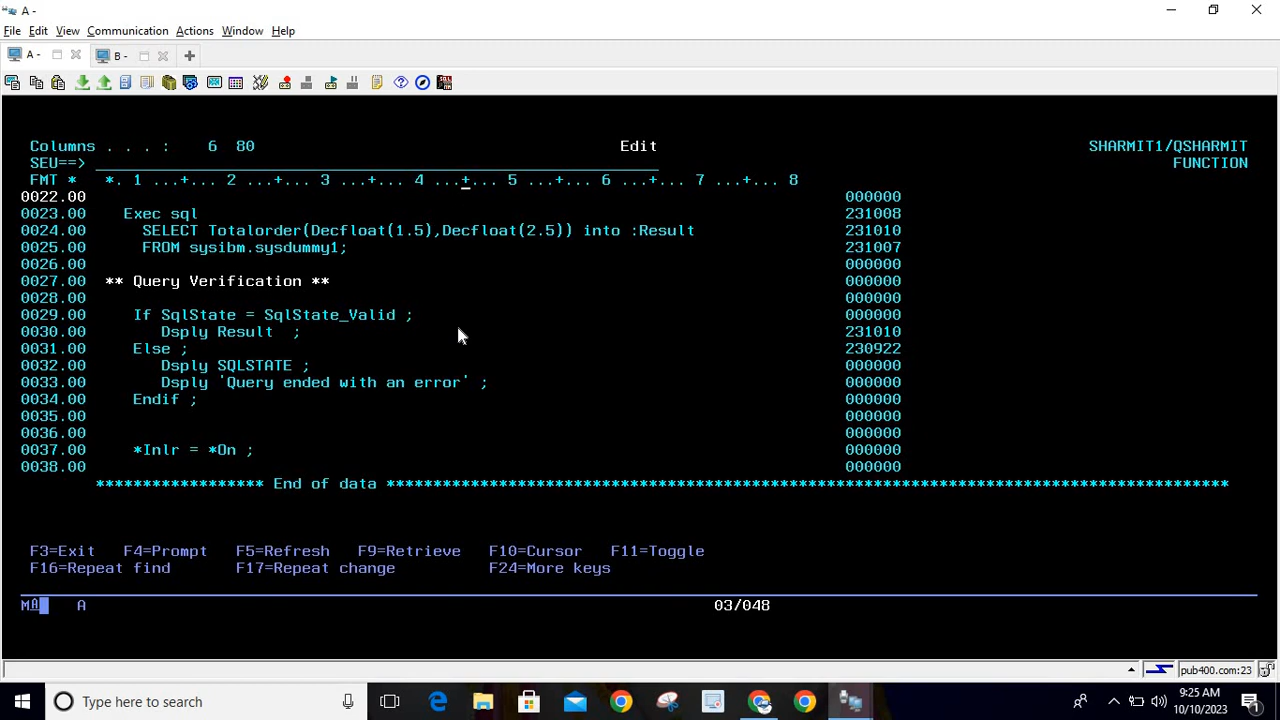 A -
File Edit View Communication Actions Window Help
A - B -
Columns . . . : 6 80 Edit SHARMIT1/QSHARMIT
SEU==> FUNCTION
FMT * *. 1 ...+... 2 ...+... 3 ...+... 4 ...+... 5 ...+... 6 ...+... 7 ...+... 8
0022.00 000000
0023.00 Exec sql 231008
0024.00 SELECT Totalorder(Decfloat(1.5),Decfloat(2.5)) into :Result 231010
0025.00 FROM sysibm.sysdummy1; 231007
0026.00 000000
0027.00 ** Query Verification ** 000000
0028.00 000000
0029.00 If SqlState = SqlState_Valid ; 000000
0030.00 Dsply Result ; 231010
0031.00 Else ; 230922
0032.00 Dsply SQLSTATE ; 000000
0033.00 Dsply 'Query ended with an error' ; 000000
0034.00 Endif ; 000000
0035.00 000000
0036.00 000000
0037.00 *Inlr = *On ; 000000
0038.00 000000
****************** End of data ******************************************************************************************
F3=Exit F4=Prompt F5=Refresh F9=Retrieve F10=Cursor F11=Toggle
F16=Repeat find F17=Repeat change F24=More keys
MA A 03/048
pub400.com:23
Type here to search
9:25 AM
10/10/2023
1